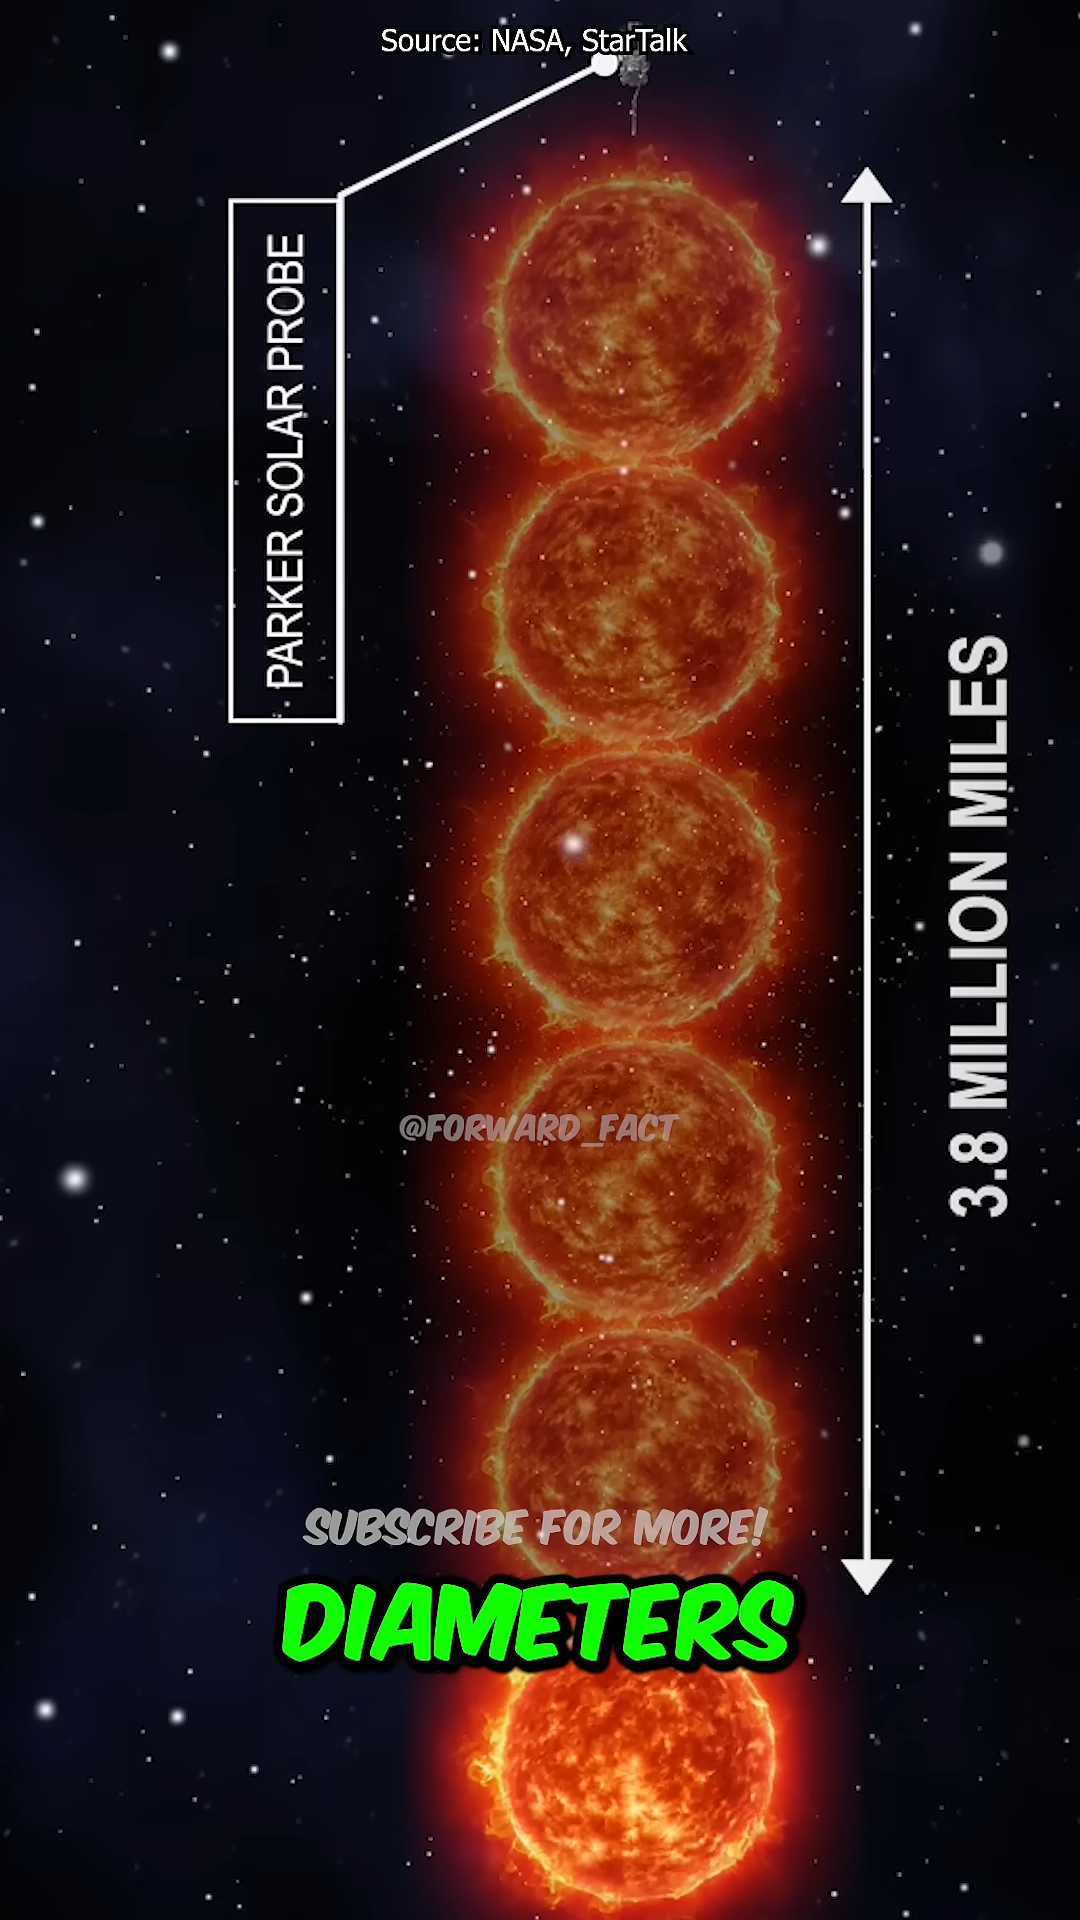 Source: NASA, StarTalk
PARKER SOLAR PROBE
3.8 MILLION MILES
@FORWARD_FACT
SUBSCRIBE FOR MORE!
DIAMETERS